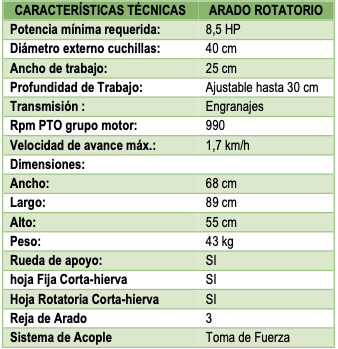 CARACTERÍSTICAS TÉCNICAS ARADO ROTATORIO
Potencia mínima requerida: 8,5 HP
Diámetro externo cuchillas: 40 cm
Ancho de trabajo: 25 cm
Profundidad de Trabajo: Ajustable hasta 30 cm
Transmisión : Engranajes
Rpm PTO grupo motor: 990
Velocidad de avance máx.: 1,7 km/h
Dimensiones:
Ancho: 68 cm
Largo: 89 cm
Alto: 55 cm
Peso: 43 kg
Rueda de apoyo: SI
hoja Fija Corta-hierva SI
Hoja Rotatoria Corta-hierva SI
Reja de Arado 3
Sistema de Acople Toma de Fuerza